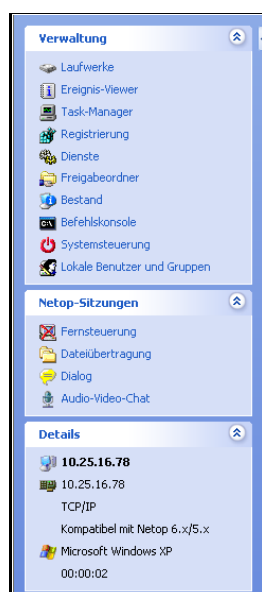 Verwaltung
Laufwerke
Ereignis-Viewer
Task-Manager
Registrierung
Dienste
Freigabeordner
Bestand
Befehlskonsole
Systemsteuerung
Lokale Benutzer und Gruppen
Netop-Sitzungen
Fernsteuerung
Dateiübertragung
Dialog
Audio-Video-Chat
Details
10.25.16.78
10.25.16.78
TCP/IP
Kompatibel mit Netop 6.x/5.x
Microsoft Windows XP
00:00:02